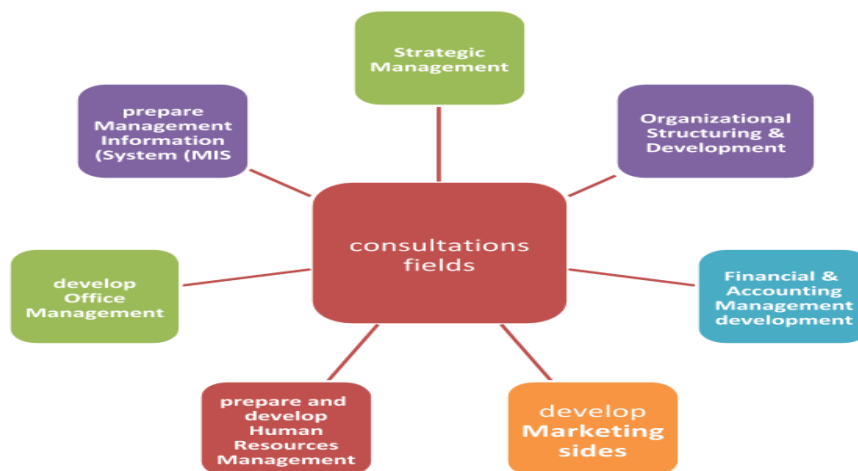 Strategic
Management
Organizational
Structuring &
Development
Financial &
Accounting
Management
development
develop
Marketing
sides
prepare and
develop
Human
Resources
Management
develop
Office
Management
prepare
Management
Information
(System (MIS
consultations
fields